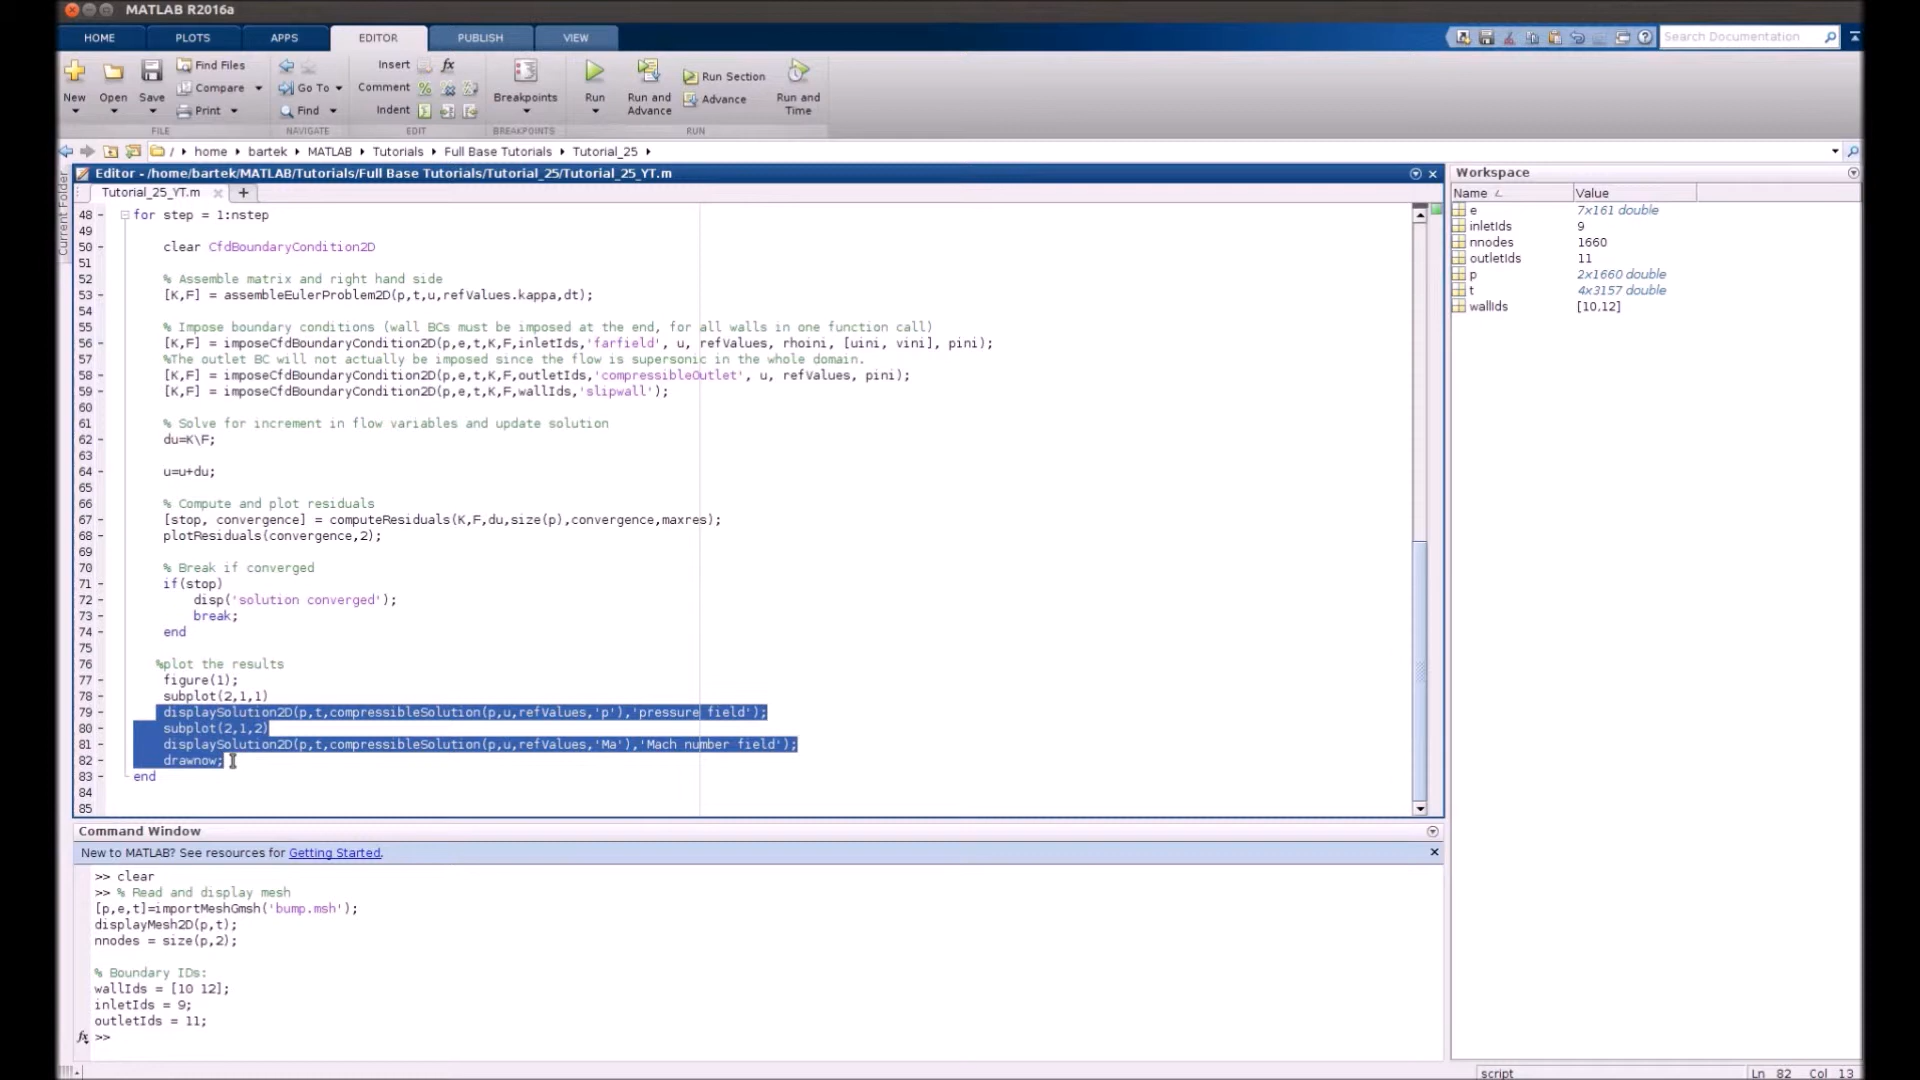 MATLAB R2016a
HOME PLOTS APPS EDITOR PUBLISH VIEW
Search Documentation
New Open Save
Find Files
Compare
Print
FILE
Go To
Find
NAVIGATE
Insert fx
Comment
Indent
EDIT
Breakpoints
BREAKPOINTS
Run
Run and Advance
Run Section
Advance
Run and Time
RUN
/ home bartek MATLAB Tutorials Full Base Tutorials Tutorial_25
Current Folder
Editor - /home/bartek/MATLAB/Tutorials/Full Base Tutorials/Tutorial_25/Tutorial_25_YT.m
Tutorial_25_YT.m
48 - for step = 1:nstep
49
50 - clear CfdBoundaryCondition2D
51
52 % Assemble matrix and right hand side
53 - [K,F] = assembleEulerProblem2D(p,t,u,refValues.kappa,dt);
54
55 % Impose boundary conditions (wall BCs must be imposed at the end, for all walls in one function call)
56 - [K,F] = imposeCfdBoundaryCondition2D(p,e,t,K,F,inletIds,'farfield', u, refValues, rhoini, [uini, vini], pini);
57 %The outlet BC will not actually be imposed since the flow is supersonic in the whole domain.
58 - [K,F] = imposeCfdBoundaryCondition2D(p,e,t,K,F,outletIds,'compressibleOutlet', u, refValues, pini);
59 - [K,F] = imposeCfdBoundaryCondition2D(p,e,t,K,F,wallIds,'slipwall');
60
61 % Solve for increment in flow variables and update solution
62 - du=K\F;
63
64 - u=u+du;
65
66 % Compute and plot residuals
67 - [stop, convergence] = computeResiduals(K,F,du,size(p),convergence,maxres);
68 - plotResiduals(convergence,2);
69
70 % Break if converged
71 - if(stop)
72 - disp('solution converged');
73 - break;
74 - end
75
76 %plot the results
77 - figure(1);
78 - subplot(2,1,1)
79 - displaySolution2D(p,t,compressibleSolution(p,u,refValues,'p'),'pressure field');
80 - subplot(2,1,2)
81 - displaySolution2D(p,t,compressibleSolution(p,u,refValues,'Ma'),'Mach number field');
82 - drawnow;
83 - end
84
85
Command Window
New to MATLAB? See resources for Getting Started.
>> clear
>> % Read and display mesh
[p,e,t]=importMeshGmsh('bump.msh');
displayMesh2D(p,t);
nnodes = size(p,2);
% Boundary IDs:
wallIds = [10 12];
inletIds = 9;
outletIds = 11;
fx >>
Workspace
Name Value
e 7x161 double
inletIds 9
nnodes 1660
outletIds 11
p 2x1660 double
t 4x3157 double
wallIds [10,12]
script Ln 82 Col 13